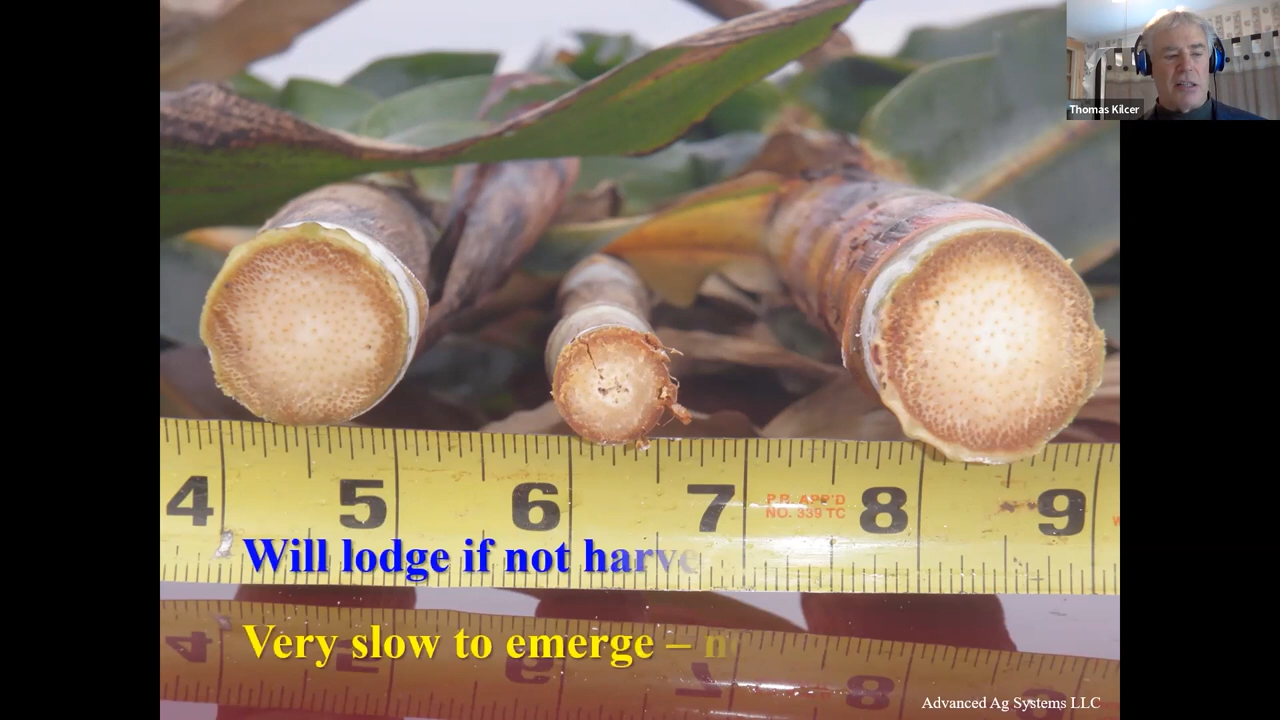 Thomas Kilcer
4 5 6 7 8 9
P.R. APP'D
NO. 339 TC
Will lodge if not harve
Very slow to emerge –
Advanced Ag Systems LLC